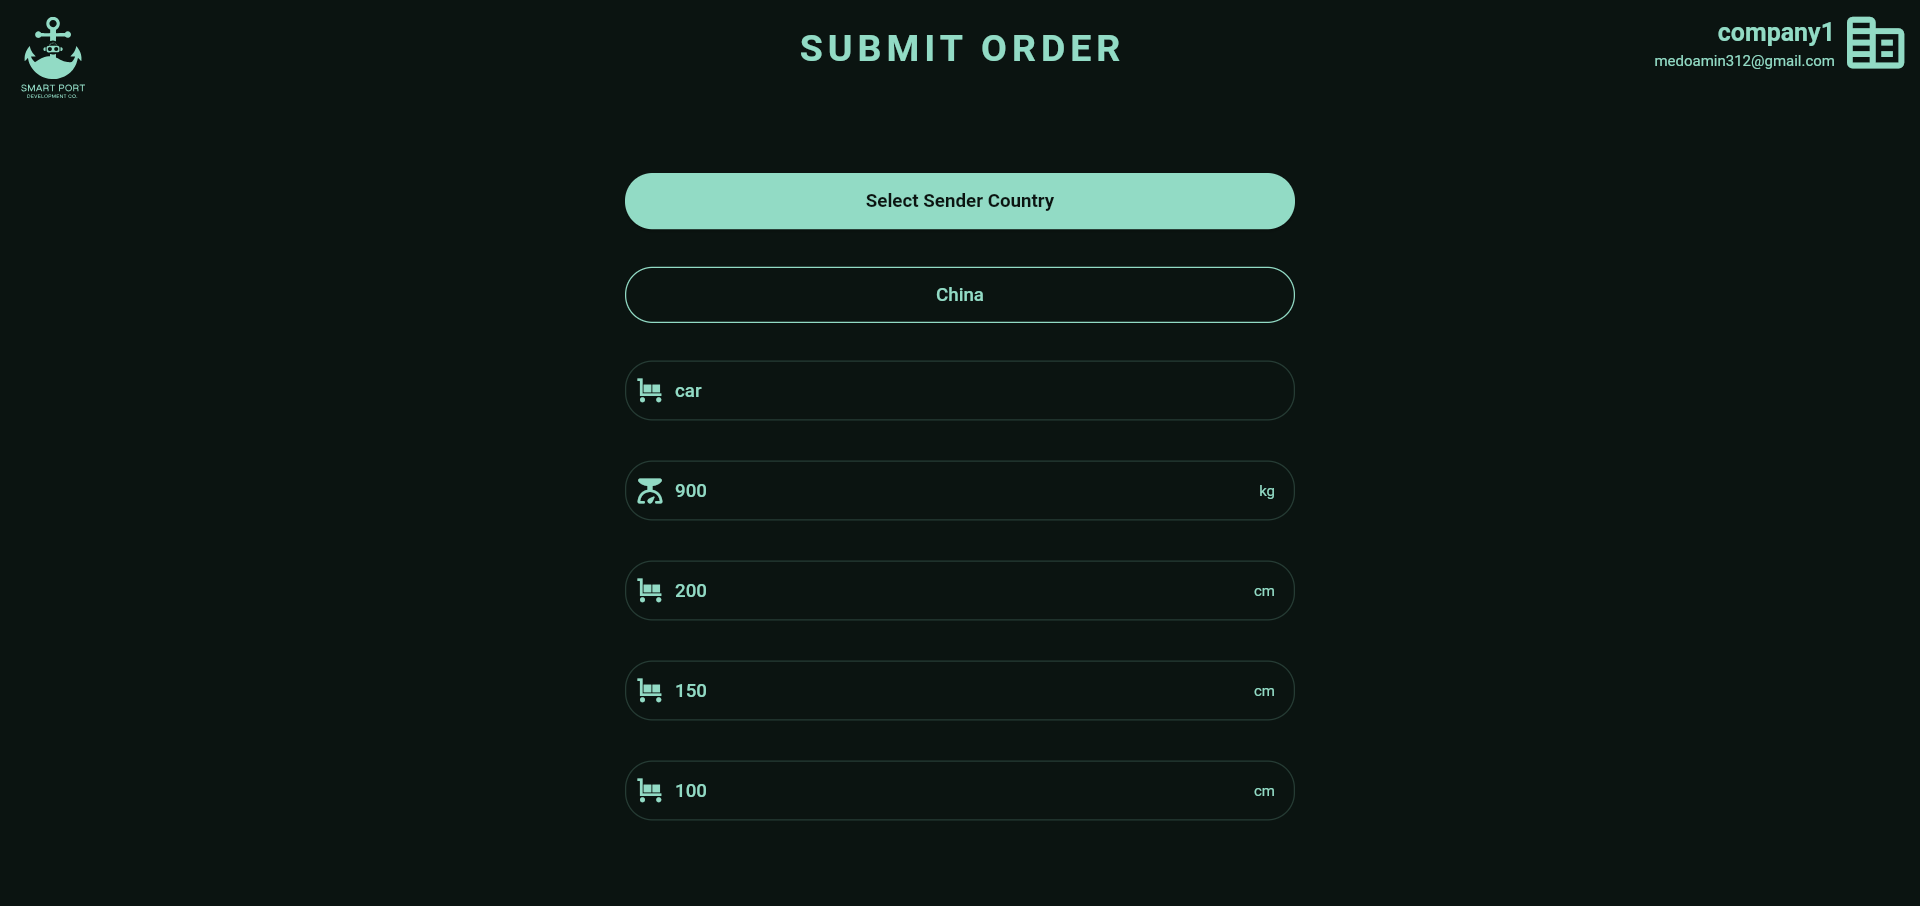 SMART PORT
DEVELOPMENT CO.
SUBMIT ORDER
company1
medoamin312@gmail.com
Select Sender Country
China
car
900 kg
200 cm
150 cm
100 cm